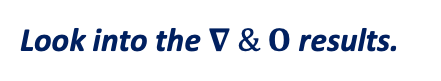 Look into the ∇ & O results.